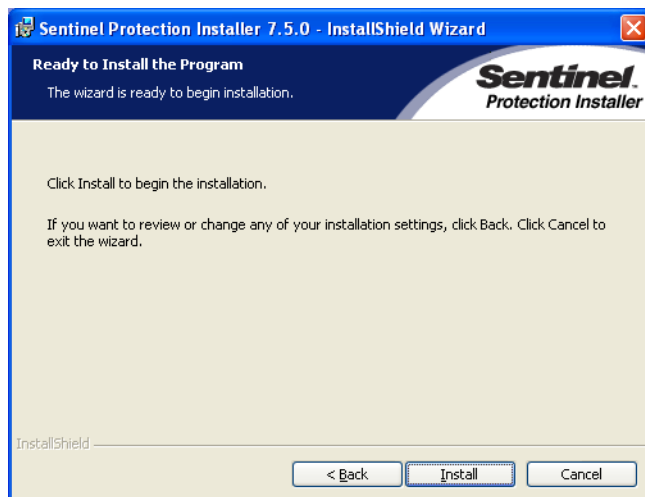 Sentinel Protection Installer 7.5.0 - InstallShield Wizard
Ready to Install the Program
The wizard is ready to begin installation.
Sentinel.
Protection Installer
Click Install to begin the installation.
If you want to review or change any of your installation settings, click Back. Click Cancel to
exit the wizard.
InstallShield
< Back
Install
Cancel